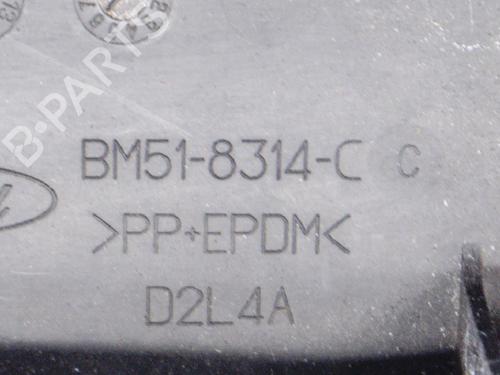 B-PARTS
BM51-8314-C C
>PP+EPDM<
D2L4A